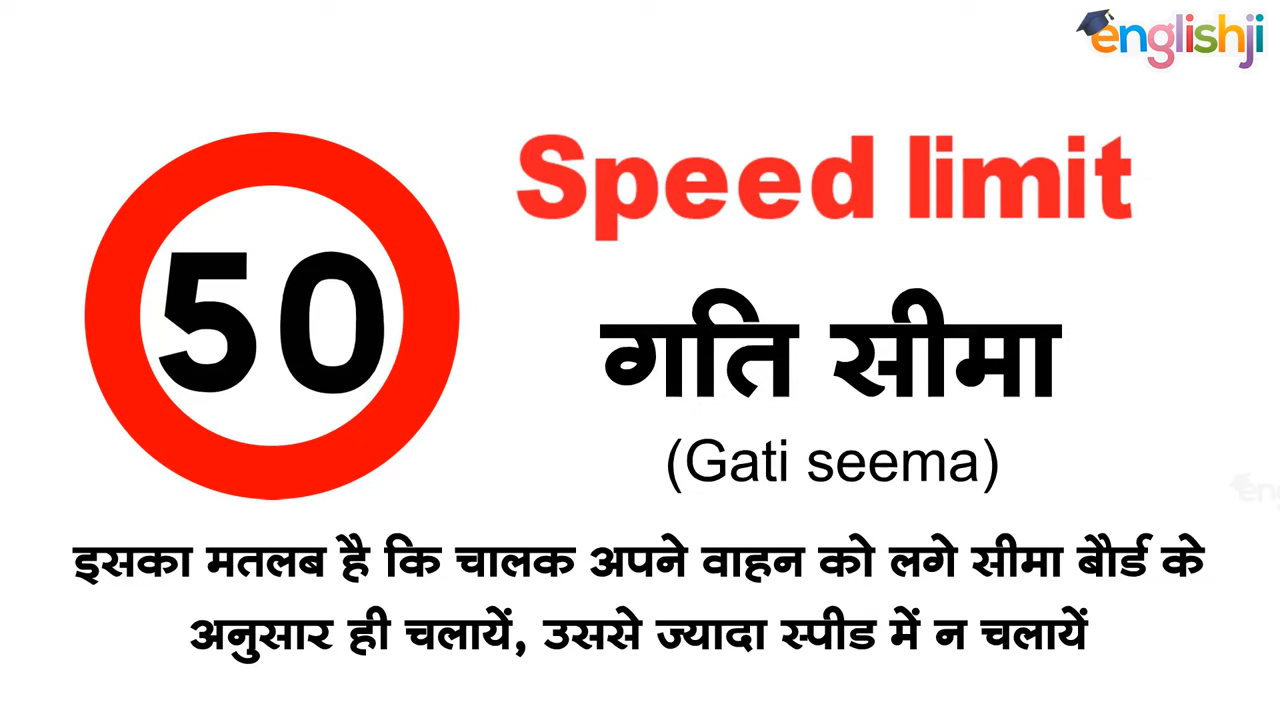 englishji
Speed limit
50
गति सीमा
(Gati seema)
इसका मतलब है कि चालक अपने वाहन को लगे सीमा बौर्ड के
अनुसार ही चलायें, उससे ज्यादा स्पीड में न चलायें